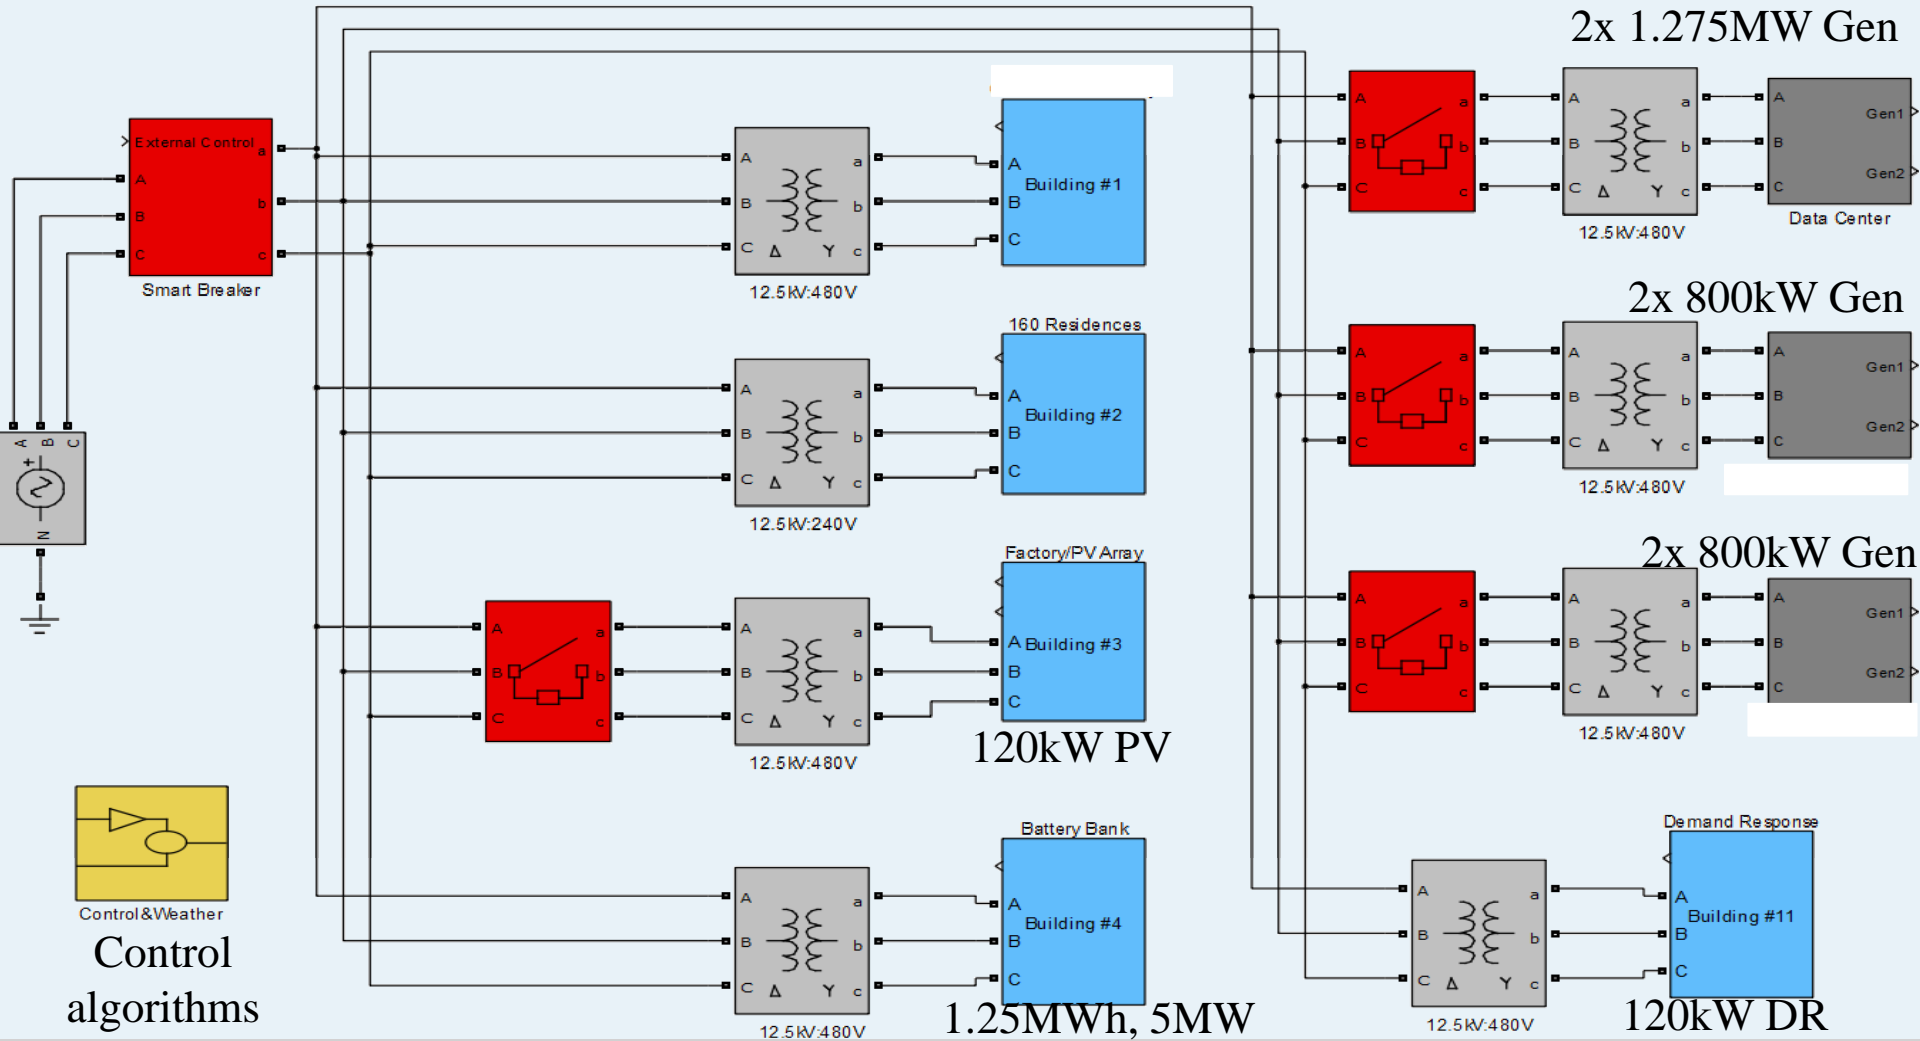 2x 1.275MW Gen
External Control
A
B
C
a
b
c
Smart Breaker
A
B
C
+
N
A
B
C
Δ
Y
a
b
c
12.5kV:480V
A
B
C
Building #1
160 Residences
A
B
C
Δ
Y
a
b
c
12.5kV:240V
A
B
C
Building #2
Factory/PV Array
A
B
C
a
b
c
A
B
C
Δ
Y
a
b
c
12.5kV:480V
A
B
C
Building #3
120kW PV
Battery Bank
A
B
C
Δ
Y
a
b
c
12.5kV:480V
A
B
C
Building #4
1.25MWh, 5MW
Control&Weather
Control
algorithms
A
B
C
a
b
c
A
B
C
Δ
Y
a
b
c
12.5kV:480V
A
B
C
Gen1
Gen2
Data Center
2x 800kW Gen
A
B
C
a
b
c
A
B
C
Δ
Y
a
b
c
12.5kV:480V
A
B
C
Gen1
Gen2
2x 800kW Gen
A
B
C
a
b
c
A
B
C
Δ
Y
a
b
c
12.5kV:480V
A
B
C
Gen1
Gen2
Demand Response
A
B
C
Δ
Y
a
b
c
12.5kV:480V
A
B
C
Building #11
120kW DR